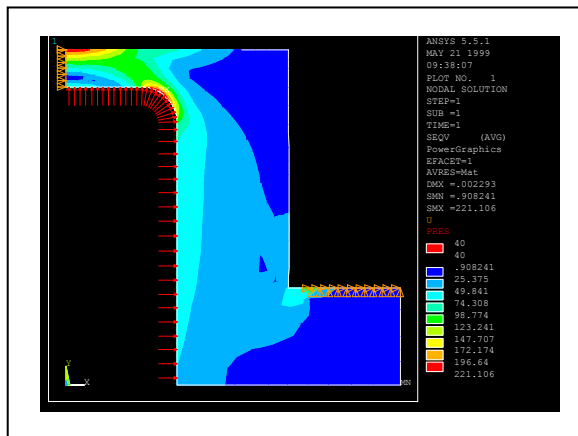 1
ANSYS 5.5.1
MAY 21 1999
09:38:07
PLOT NO. 1
NODAL SOLUTION
STEP=1
SUB =1
TIME=1
SEQV (AVG)
PowerGraphics
EFACET=1
AVRES=Mat
DMX =.002293
SMN =.908241
SMX =221.106
U
PRES
40
40
.908241
25.375
49.841
74.308
98.774
123.241
147.707
172.174
196.64
221.106
Y
X
MN